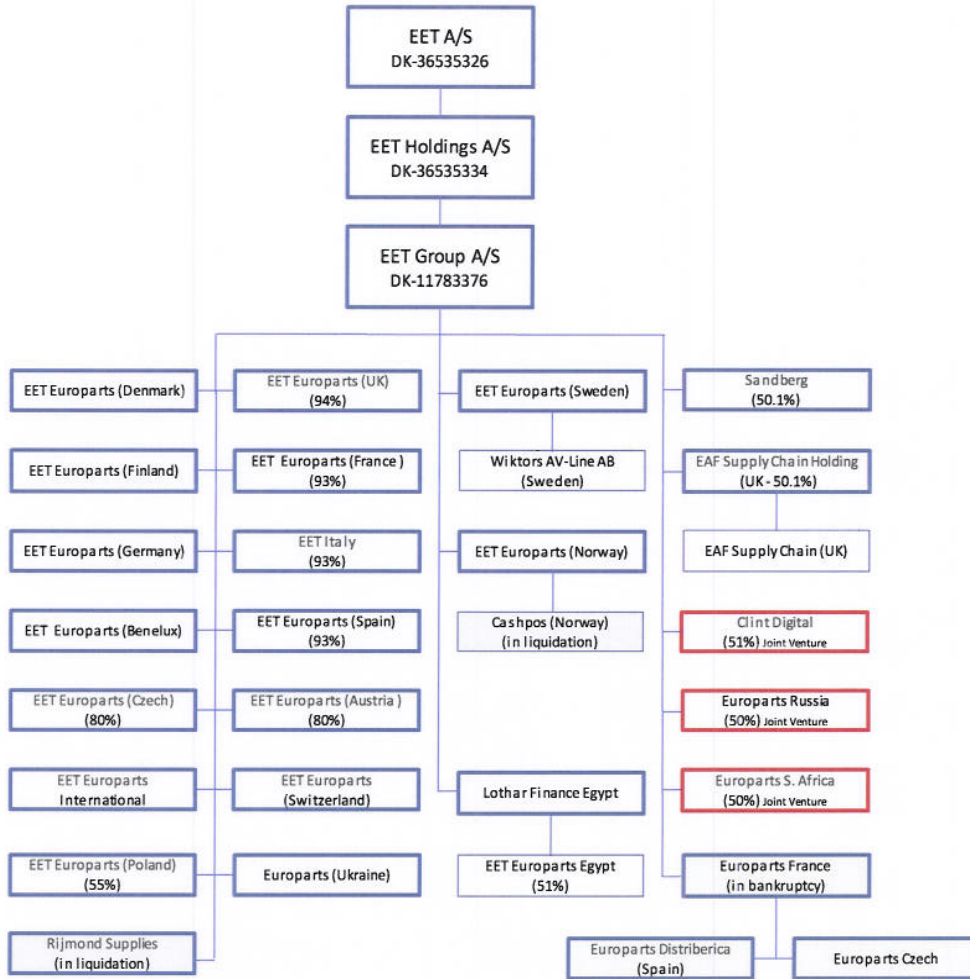 EET A/S
DK-36535326
EET Holdings A/S
DK-36535334
EET Group A/S
DK-11783376
EET Europarts (Denmark)
EET Europarts (UK)
(94%)
EET Europarts (Sweden)
Sandberg
(50.1%)
EET Europarts (Finland)
EET Europarts (France)
(93%)
Wiktors AV-Line AB
(Sweden)
EAF Supply Chain Holding
(UK - 50.1%)
EET Europarts (Germany)
EET Italy
(93%)
EET Europarts (Norway)
EAF Supply Chain (UK)
EET Europarts (Benelux)
EET Europarts (Spain)
(93%)
Cashpos (Norway)
(in liquidation)
Clint Digital
(51%) Joint Venture
EET Europarts (Czech)
(80%)
EET Europarts (Austria)
(80%)
Europarts Russia
(50%) Joint Venture
EET Europarts
International
EET Europarts
(Switzerland)
Lothar Finance Egypt
Europarts S. Africa
(50%) Joint Venture
EET Europarts (Poland)
(55%)
Europarts (Ukraine)
EET Europarts Egypt
(51%)
Europarts France
(in bankruptcy)
Rijmond Supplies
(in liquidation)
Europarts Distriberica
(Spain)
Europarts Czech